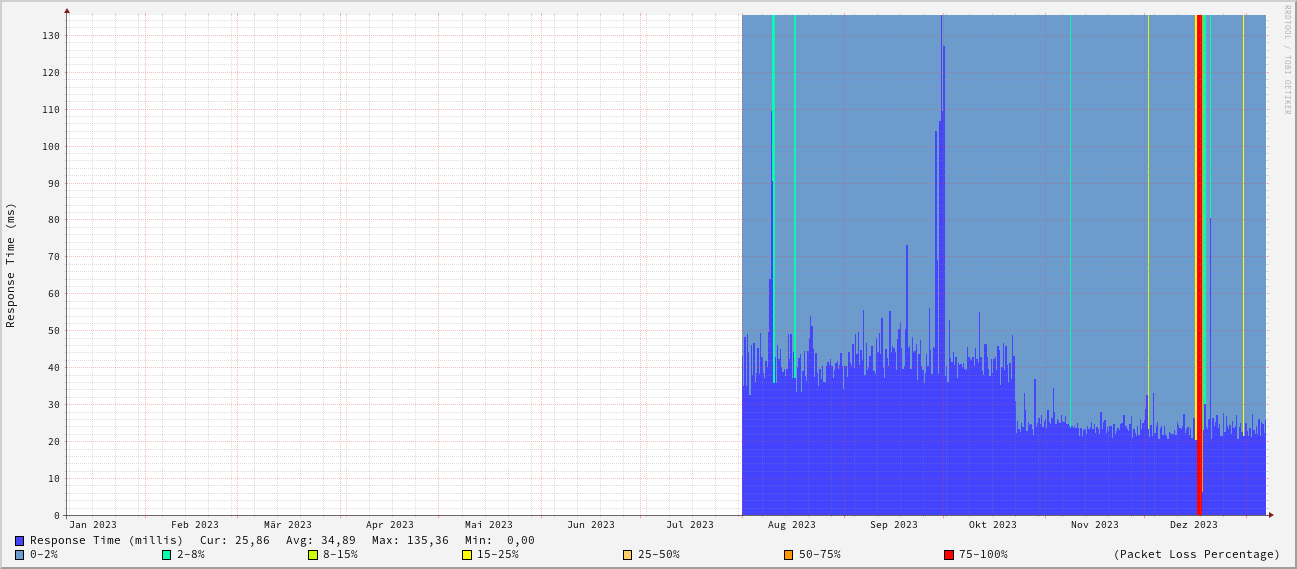 RRDTOOL / TOBI OETIKER
Response Time (ms)
130
120
110
100
90
80
70
60
50
40
30
20
10
0
Jan 2023 Feb 2023 Mär 2023 Apr 2023 Mai 2023 Jun 2023 Jul 2023 Aug 2023 Sep 2023 Okt 2023 Nov 2023 Dez 2023
Response Time (millis) Cur: 25,86 Avg: 34,89 Max: 135,36 Min: 0,00
0-2% 2-8% 8-15% 15-25% 25-50% 50-75% 75-100% (Packet Loss Percentage)